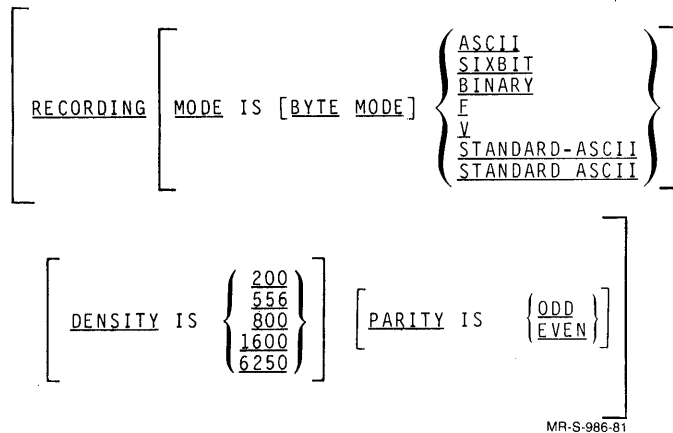 ASCII
SIXBIT
BINARY
RECORDING [MODE IS [BYTE MODE]
F
V
STANDARD-ASCII
STANDARD ASCII
200
556
DENSITY IS 800
1600
6250
PARITY IS ODD
EVEN
MR-S-986-81